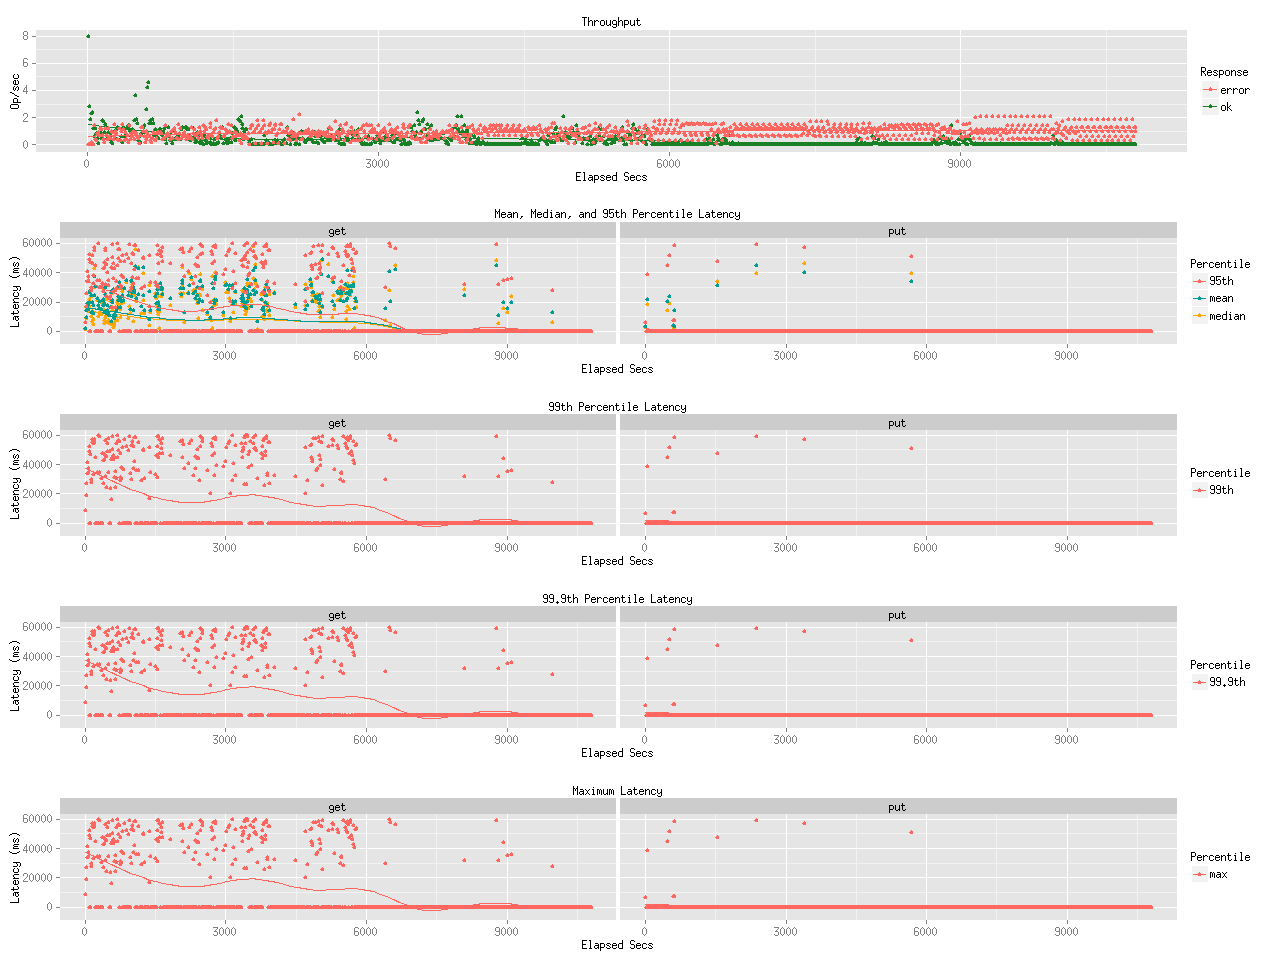 Throughput
8
6
4
2
0
Op/sec
0 3000 6000 9000
Elapsed Secs
Response
error
ok
Mean, Median, and 95th Percentile Latency
get put
60000
40000
20000
0
Latency (ms)
0 3000 6000 9000 0 3000 6000 9000
Elapsed Secs
Percentile
95th
mean
median
99th Percentile Latency
get put
60000
40000
20000
0
Latency (ms)
0 3000 6000 9000 0 3000 6000 9000
Elapsed Secs
Percentile
99th
99.9th Percentile Latency
get put
60000
40000
20000
0
Latency (ms)
0 3000 6000 9000 0 3000 6000 9000
Elapsed Secs
Percentile
99.9th
Maximum Latency
get put
60000
40000
20000
0
Latency (ms)
0 3000 6000 9000 0 3000 6000 9000
Elapsed Secs
Percentile
max